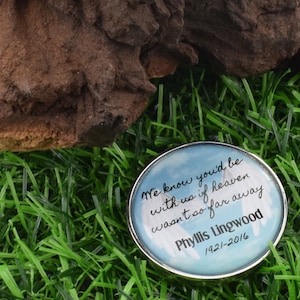 We know you'd be
with us if heaven
wasn't so far away
Phyllis Lingwood
1921-2016